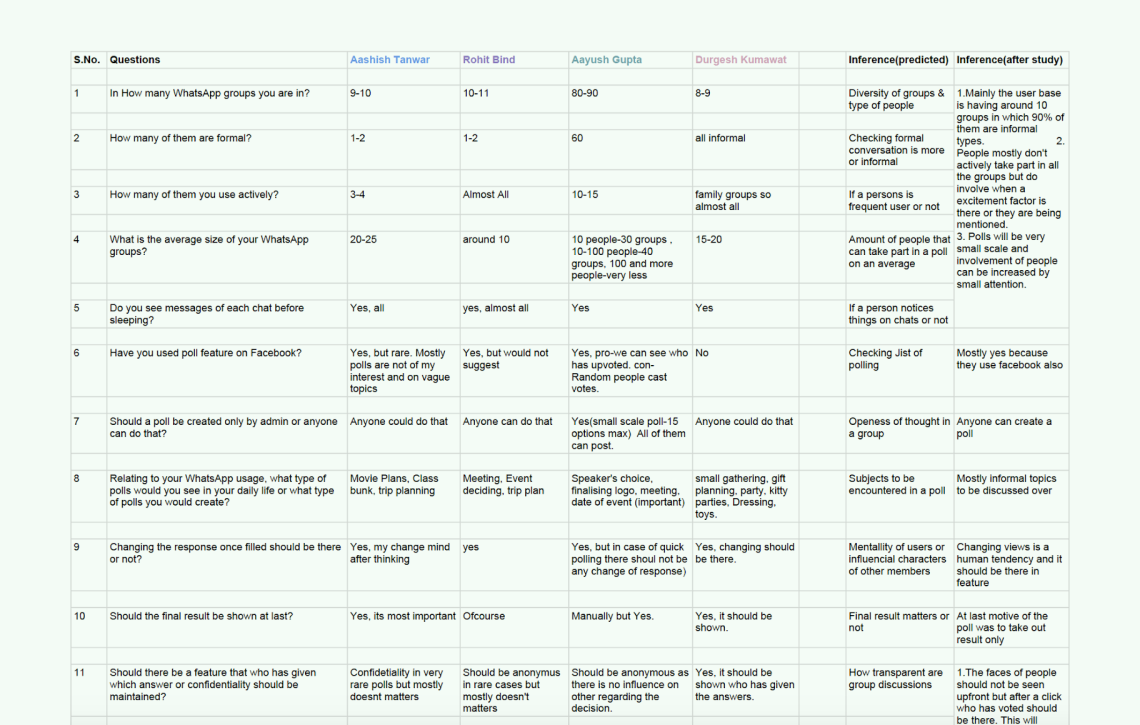 S.No. Questions Aashish Tanwar Rohit Bind Aayush Gupta Durgesh Kumawat Inference(predicted) Inference(after study)
1 In How many WhatsApp groups you are in? 9-10 10-11 80-90 8-9
Diversity of groups &
type of people
1.Mainly the user base
is having around 10
groups in which 90% of
them are informal
types. 2.
People mostly don't
actively take part in all
the groups but do
involve when a
excitement factor is
there or they are being
mentioned.
3. Polls will be very
small scale and
involvement of people
can be increased by
small attention.
2 How many of them are formal? 1-2 1-2 60 all informal
Checking formal
conversation is more
or informal
3 How many of them you use actively? 3-4 Almost All 10-15
family groups so
almost all
If a persons is
frequent user or not
4 What is the average size of your WhatsApp
groups?
20-25 around 10
10 people-30 groups ,
10-100 people-40
groups, 100 and more
people-very less
15-20
Amount of people that
can take part in a poll
on an average
5 Do you see messages of each chat before
sleeping?
Yes, all yes, almost all Yes Yes
If a person notices
things on chats or not
6 Have you used poll feature on Facebook?
Yes, but rare. Mostly
polls are not of my
interest and on vague
topics
Yes, but would not
suggest
Yes, pro-we can see who
has upvoted. con-
Random people cast
votes.
No
Checking Jist of
polling
Mostly yes because
they use facebook also
7 Should a poll be created only by admin or anyone
can do that?
Anyone could do that Anyone can do that
Yes(small scale poll-15
options max) All of them
can post.
Anyone could do that
Openess of thought in
a group
Anyone can create a
poll
8 Relating to your WhatsApp usage, what type of
polls would you see in your daily life or what type
of polls you would create?
Movie Plans, Class
bunk, trip planning
Meeting, Event
deciding, trip plan
Speaker's choice,
finalising logo, meeting,
date of event (important)
small gathering, gift
planning, party, kitty
parties, Dressing,
toys.
Subjects to be
encountered in a poll
Mostly informal topics
to be discussed over
9 Changing the response once filled should be there
or not?
Yes, my change mind
after thinking
yes
Yes, but in case of quick
polling there shoul not be
any change of response)
Yes, changing should
be there.
Mentallity of users or
influencial characters
of other members
Changing views is a
human tendency and it
should be there in
feature
10 Should the final result be shown at last? Yes, its most important Ofcourse Manually but Yes.
Yes, it should be
shown.
Final result matters or
not
At last motive of the
poll was to take out
result only
11 Should there be a feature that who has given
which answer or confidentiality should be
maintained?
Confidetiality in very
rare polls but mostly
doesnt matters
Should be anonymus
in rare cases but
mostly doesn't
matters
Should be anonymous as
there is no influence on
other regarding the
decision.
Yes, it should be
shown who has given
the answers.
How transparent are
group discussions
1.The faces of people
should not be seen
upfront but after a click
who has voted should
be there. This will